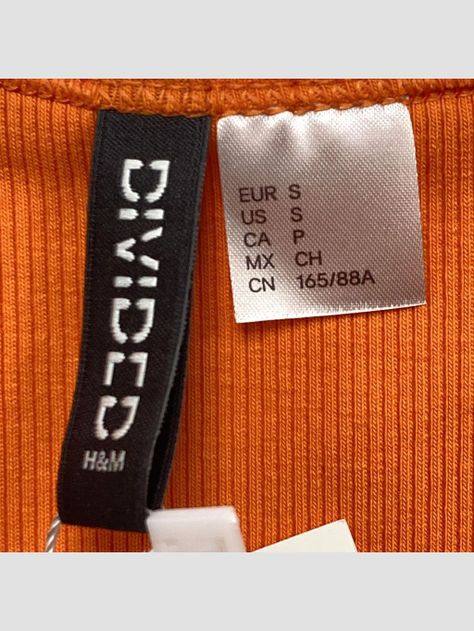 DIVIDED
H&M
EUR S
US S
CA P
MX CH
CN 165/88A